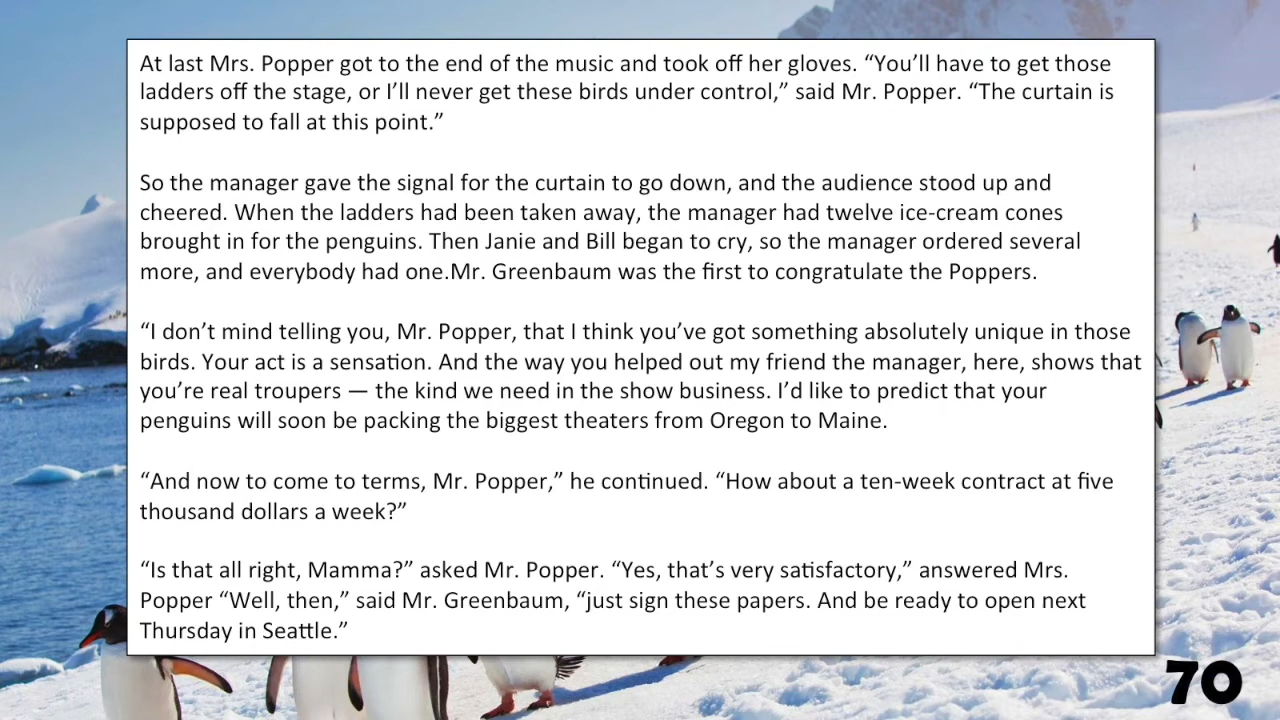 At last Mrs. Popper got to the end of the music and took off her gloves. “You’ll have to get those
ladders off the stage, or I’ll never get these birds under control,” said Mr. Popper. “The curtain is
supposed to fall at this point.”
So the manager gave the signal for the curtain to go down, and the audience stood up and
cheered. When the ladders had been taken away, the manager had twelve ice-cream cones
brought in for the penguins. Then Janie and Bill began to cry, so the manager ordered several
more, and everybody had one.Mr. Greenbaum was the first to congratulate the Poppers.
“I don’t mind telling you, Mr. Popper, that I think you’ve got something absolutely unique in those
birds. Your act is a sensation. And the way you helped out my friend the manager, here, shows that
you’re real troupers — the kind we need in the show business. I’d like to predict that your
penguins will soon be packing the biggest theaters from Oregon to Maine.
“And now to come to terms, Mr. Popper,” he continued. “How about a ten-week contract at five
thousand dollars a week?”
“Is that all right, Mamma?” asked Mr. Popper. “Yes, that’s very satisfactory,” answered Mrs.
Popper “Well, then,” said Mr. Greenbaum, “just sign these papers. And be ready to open next
Thursday in Seattle.”
70